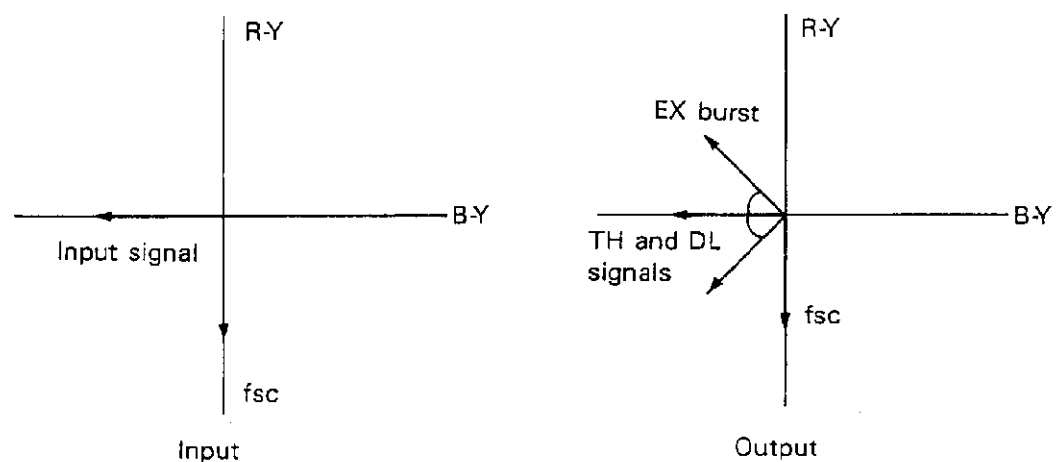 R-Y
B-Y
Input signal
fsc
Input
R-Y
EX burst
B-Y
TH and DL
signals
fsc
Output